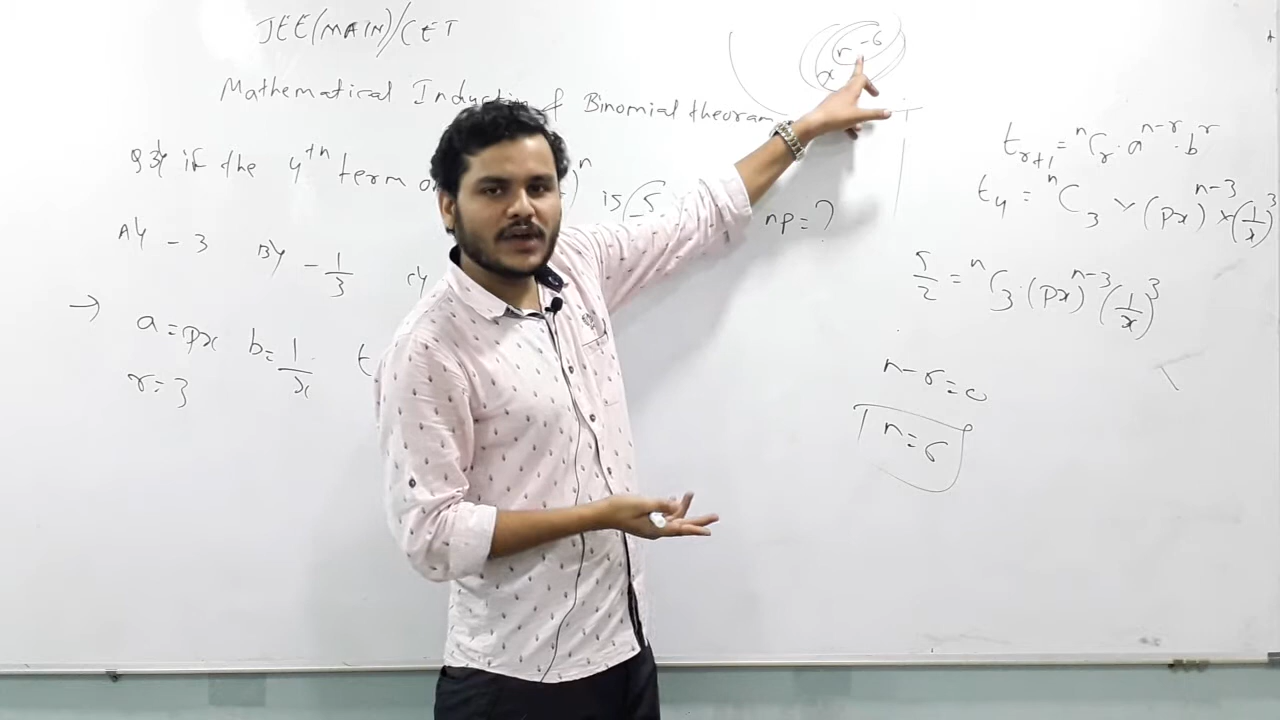 JEE(MAIN)/CET
Mathematical Induction & Binomial theoram
Q3) if the 4th term o )ⁿ is 5 np=?
A) - 3 B) - 1/3 C)
→ a = px b = 1/x t
r = 3
x n-6
t_{r+1} = ⁿC_r . a^{n-r} . b^r
t_4 = ⁿC_3 × (px)^{n-3} × (1/x)^3
5/2 = ⁿC_3 . (px)^{n-3} (1/x)^3
n-6=0
n=6